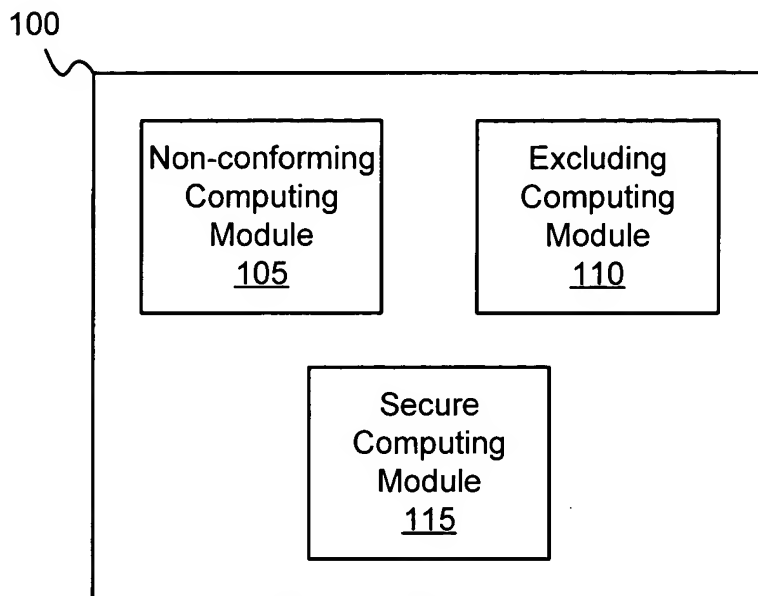 100
Non-conforming
Computing
Module
105
Excluding
Computing
Module
110
Secure
Computing
Module
115